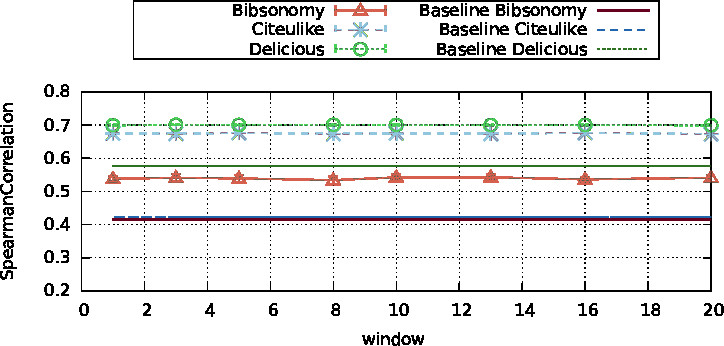 Bibsonomy Baseline Bibsonomy
Citeulike Baseline Citeulike
Delicious Baseline Delicious
0.8
0.7
0.6
0.5
0.4
0.3
0.2
SpearmanCorrelation
0 2 4 6 8 10 12 14 16 18 20
window